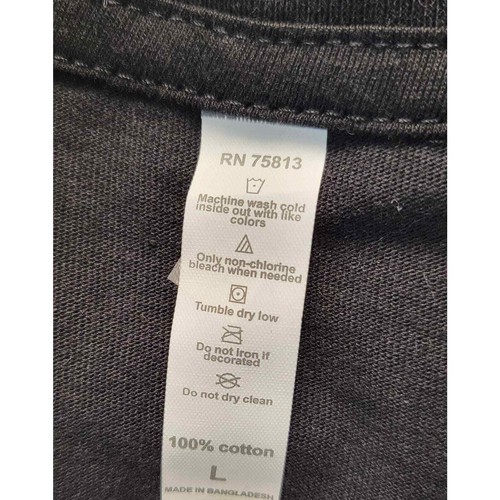 RN 75813
Machine wash cold
inside out with like
colors
Only non-chlorine
bleach when needed
Tumble dry low
Do not Iron if
decorated
Do not dry clean
100% cotton
L
MADE IN BANGLADESH